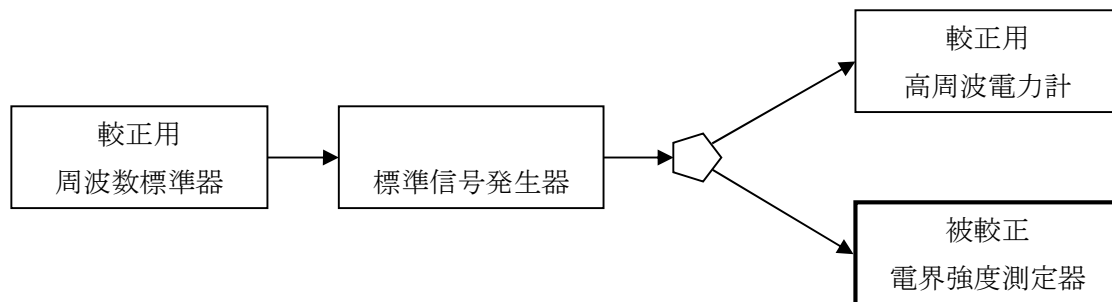 較正用
周波数標準器
標準信号発生器
較正用
高周波電力計
被較正
電界強度測定器